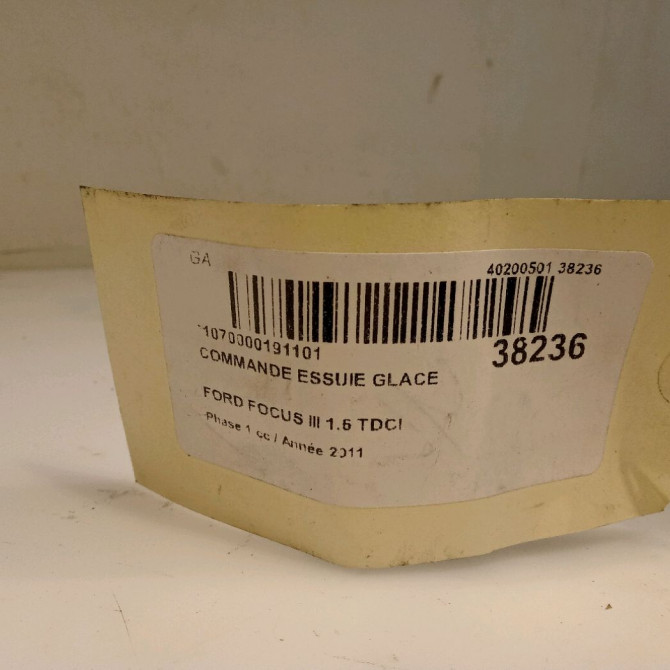 GA
40200501 38236
1070000191101
38236
COMMANDE ESSUIE GLACE
FORD FOCUS III 1.6 TDCI
Phase 1 cc / Année 2011